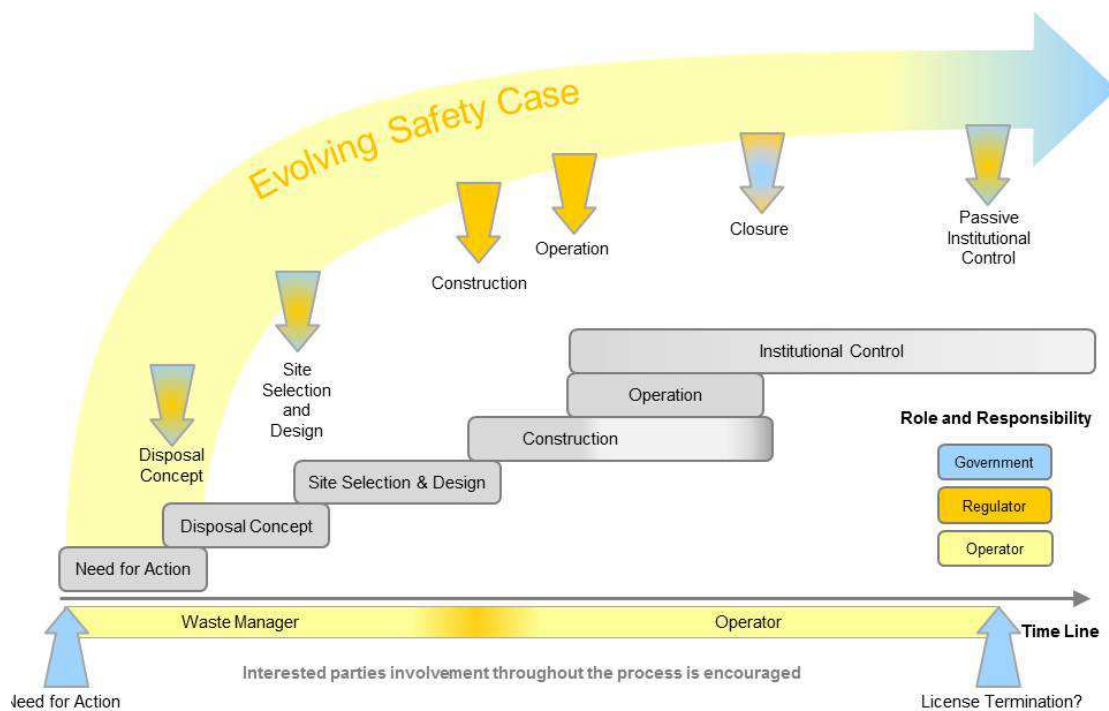 Evolving Safety Case
Disposal
Concept
Site
Selection
and
Design
Construction
Operation
Closure
Passive
Institutional
Control
Institutional Control
Operation
Construction
Site Selection & Design
Disposal Concept
Need for Action
Role and Responsibility
Government
Regulator
Operator
Waste Manager
Operator
Time Line
Interested parties involvement throughout the process is encouraged
Need for Action
License Termination?